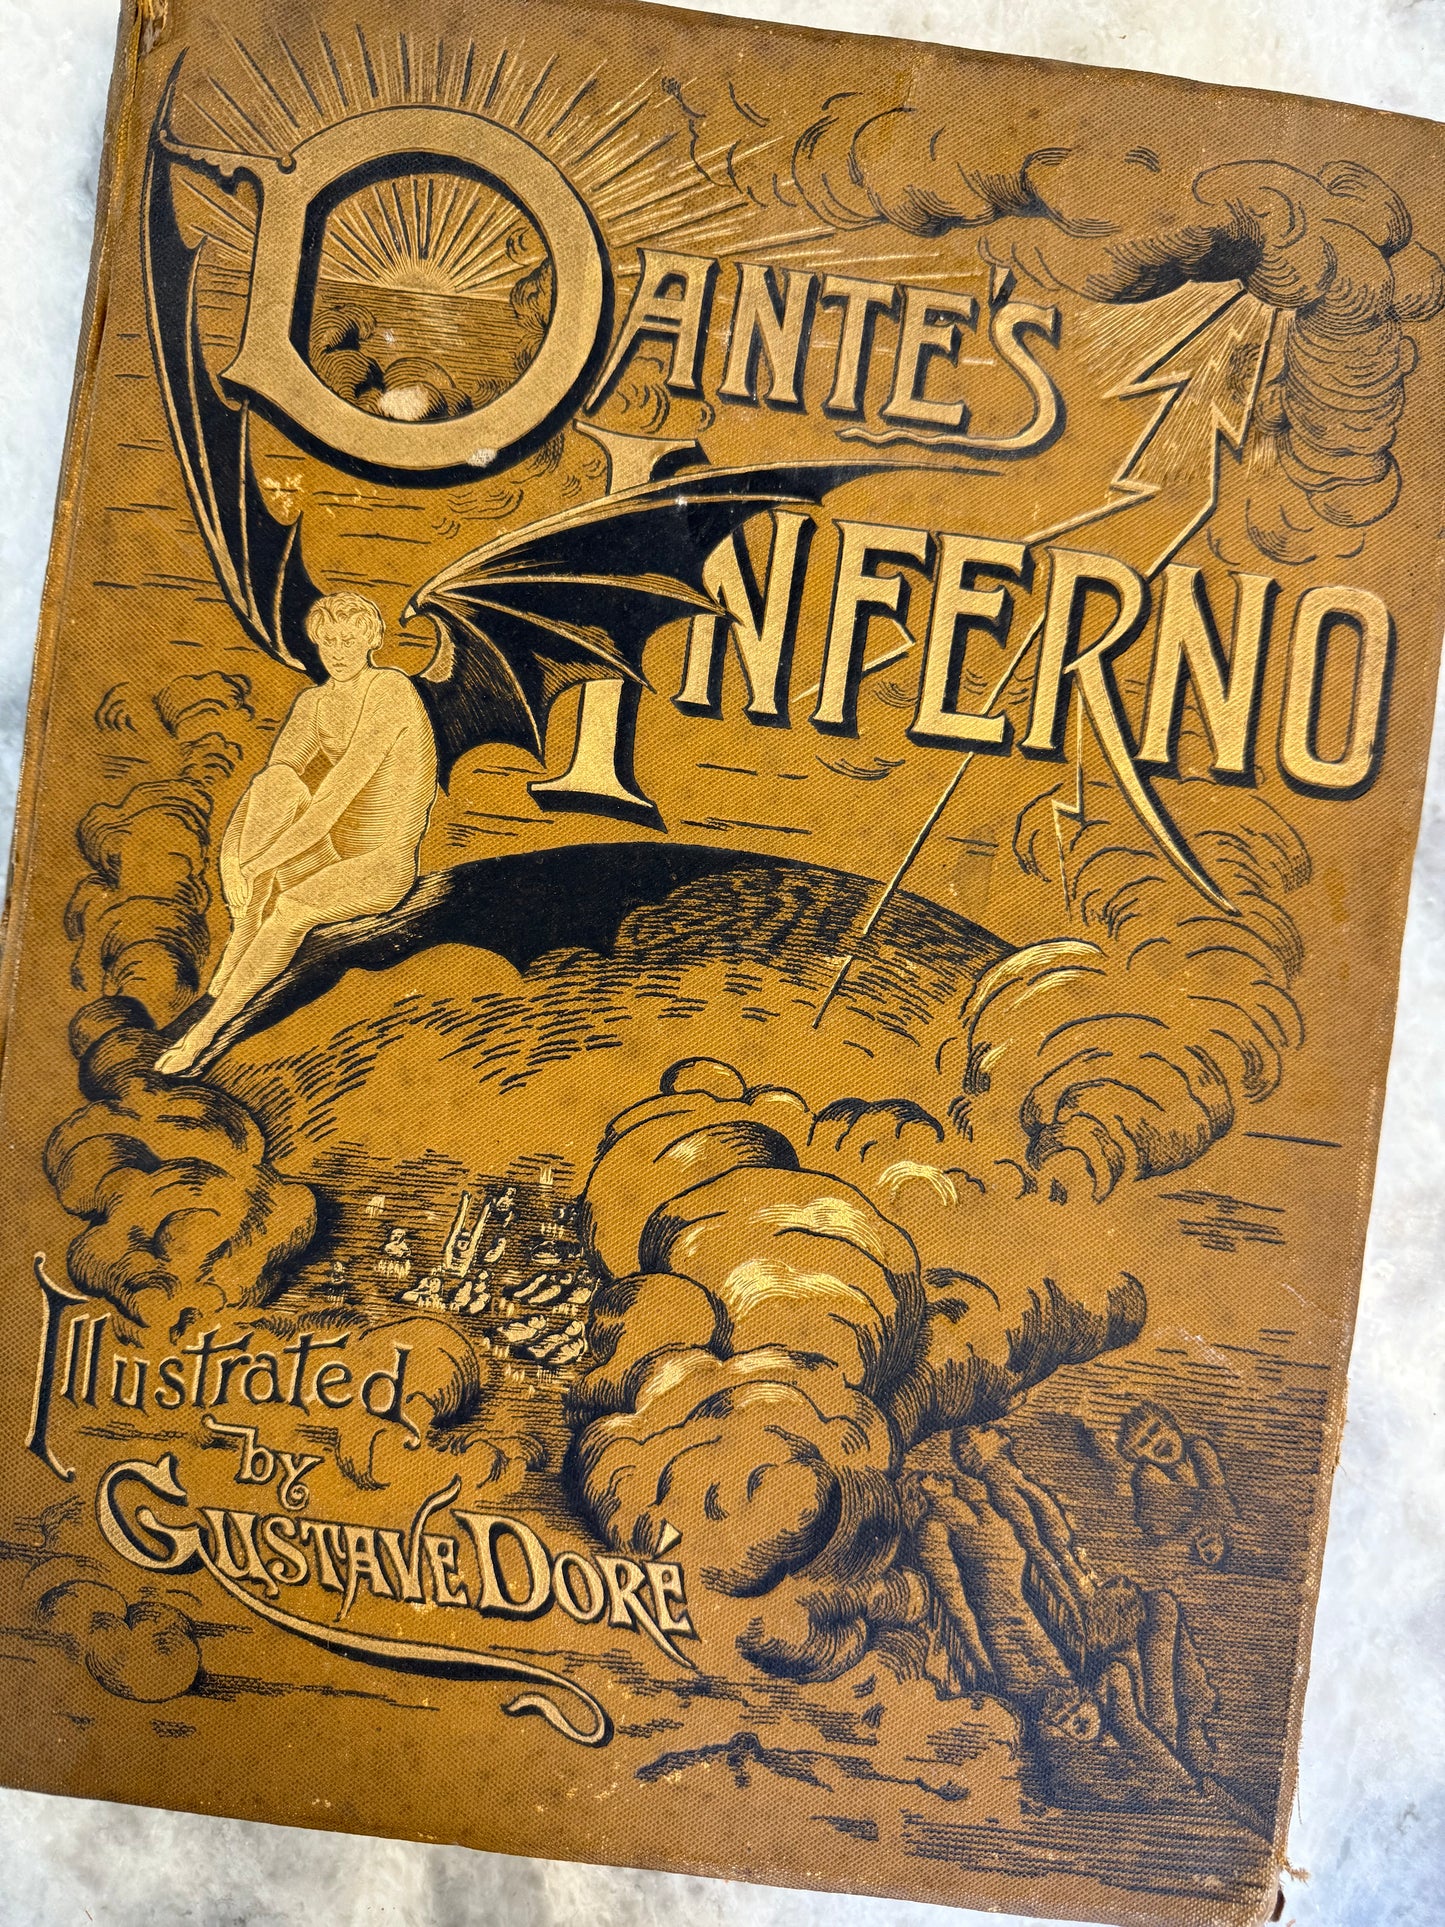 DANTE'S
INFERNO
Illustrated
by
GUSTAVE DORÉ